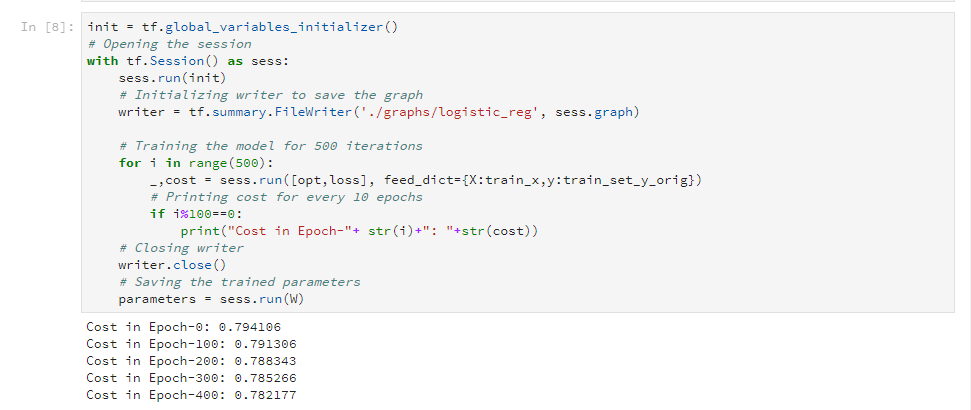 In [8]: init = tf.global_variables_initializer()
# Opening the session
with tf.Session() as sess:
    sess.run(init)
    # Initializing writer to save the graph
    writer = tf.summary.FileWriter('./graphs/logistic_reg', sess.graph)

    # Training the model for 500 iterations
    for i in range(500):
        _,cost = sess.run([opt,loss], feed_dict={X:train_x,y:train_set_y_orig})
        # Printing cost for every 10 epochs
        if i%100==0:
            print("Cost in Epoch-"+ str(i)+": "+str(cost))
    # Closing writer
    writer.close()
    # Saving the trained parameters
    parameters = sess.run(W)
Cost in Epoch-0: 0.794106
Cost in Epoch-100: 0.791306
Cost in Epoch-200: 0.788343
Cost in Epoch-300: 0.785266
Cost in Epoch-400: 0.782177